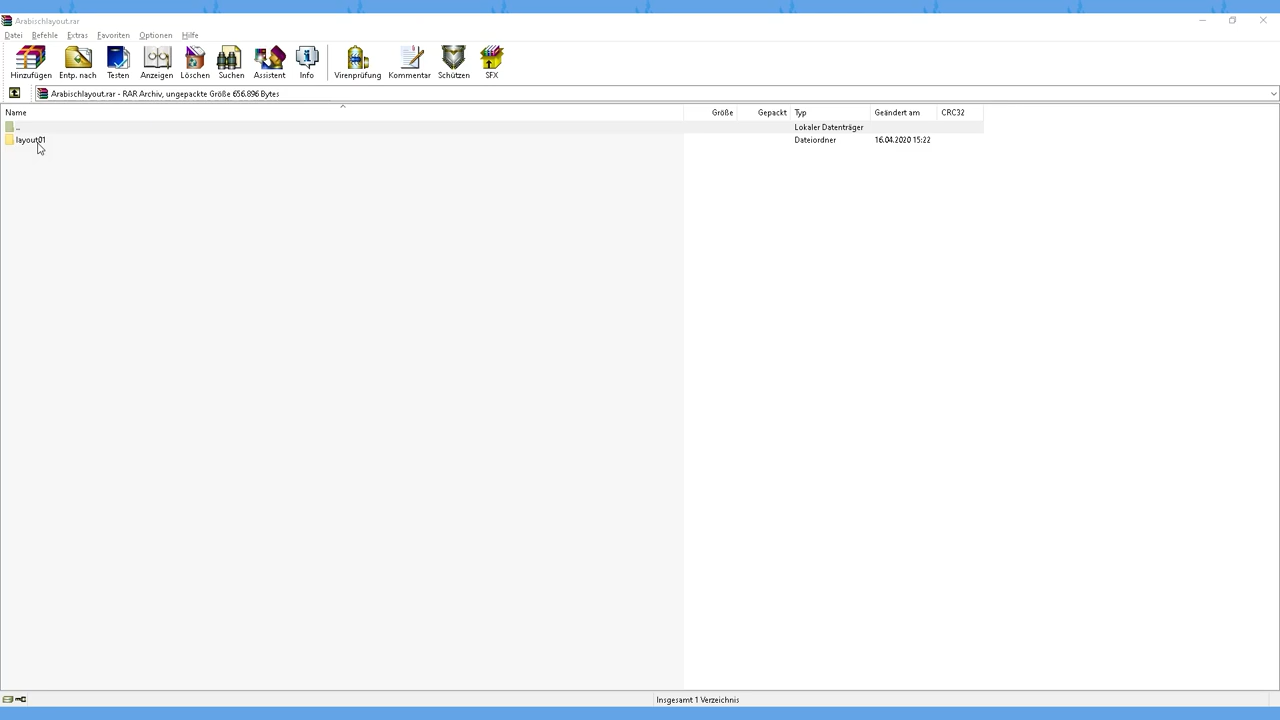 Arabischlayout.rar
Datei Befehle Extras Favoriten Optionen Hilfe
Hinzufügen Entp. nach Testen Anzeigen Löschen Suchen Assistent Info Virenprüfung Kommentar Schützen SFX
Arabischlayout.rar - RAR Archiv, ungepackte Größe 656.896 Bytes
Name Größe Gepackt Typ Geändert am CRC32
.. Lokaler Datenträger
layout01 Dateiordner 16.04.2020 15:22
Insgesamt 1 Verzeichnis